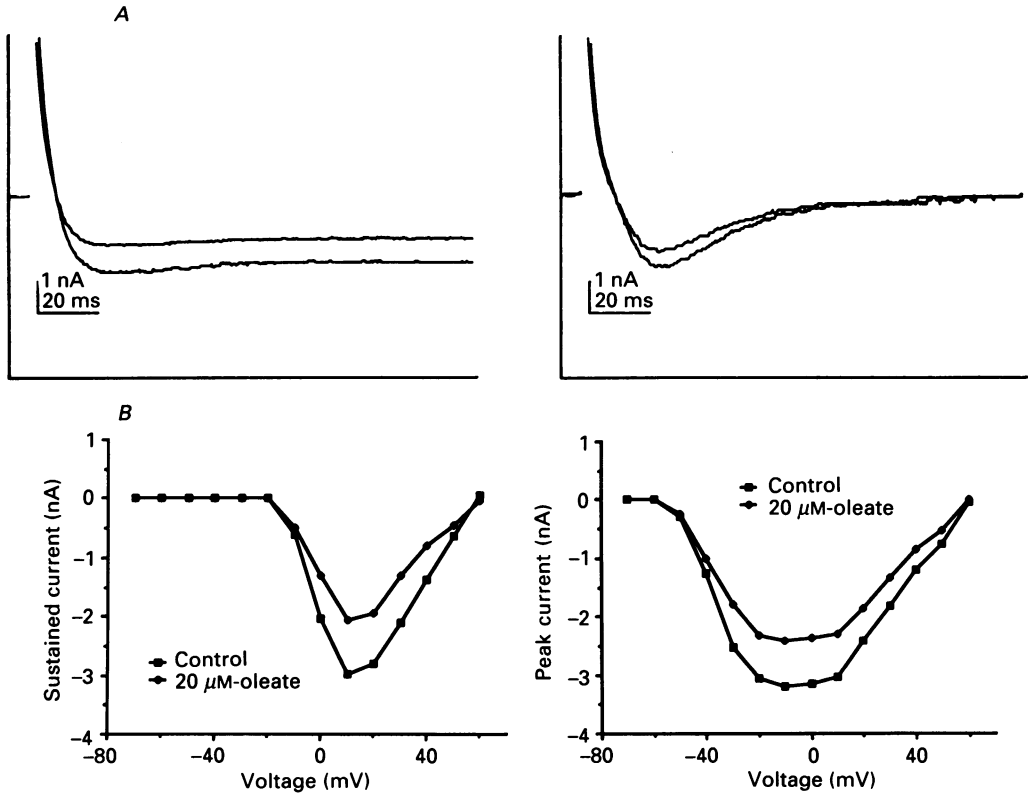 A
1 nA
20 ms
1 nA
20 ms
B
Sustained current (nA)
1
0
−1
−2
−3
−4
Control
20 μM-oleate
−80
−40
0
40
Voltage (mV)
Peak current (nA)
1
0
−1
−2
−3
−4
Control
20 μM-oleate
−80
−40
0
40
Voltage (mV)